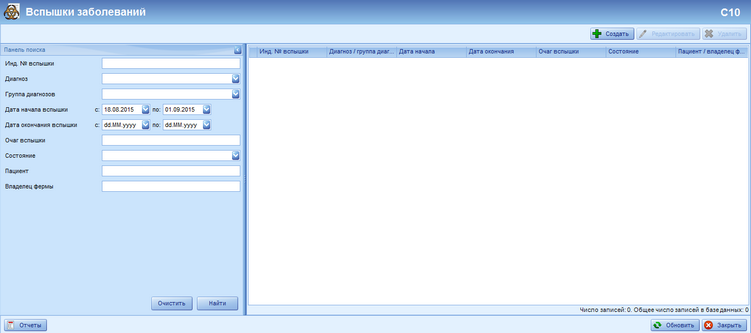 Вспышки заболеваний C10
Создать Редактировать Удалить
Панель поиска
Инд. № вспышки
Диагноз
Группа диагнозов
Дата начала вспышки с: 18.08.2015 по: 01.09.2015
Дата окончания вспышки с: dd.MM.yyyy по: dd.MM.yyyy
Очаг вспышки
Состояние
Пациент
Владелец фермы
Очистить Найти
Инд. № вспышки Диагноз / группа диаг... Дата начала Дата окончания Очаг вспышки Состояние Пациент / владелец ф...
Число записей: 0. Общее число записей в базе данных: 0
Отчеты Обновить Закрыть